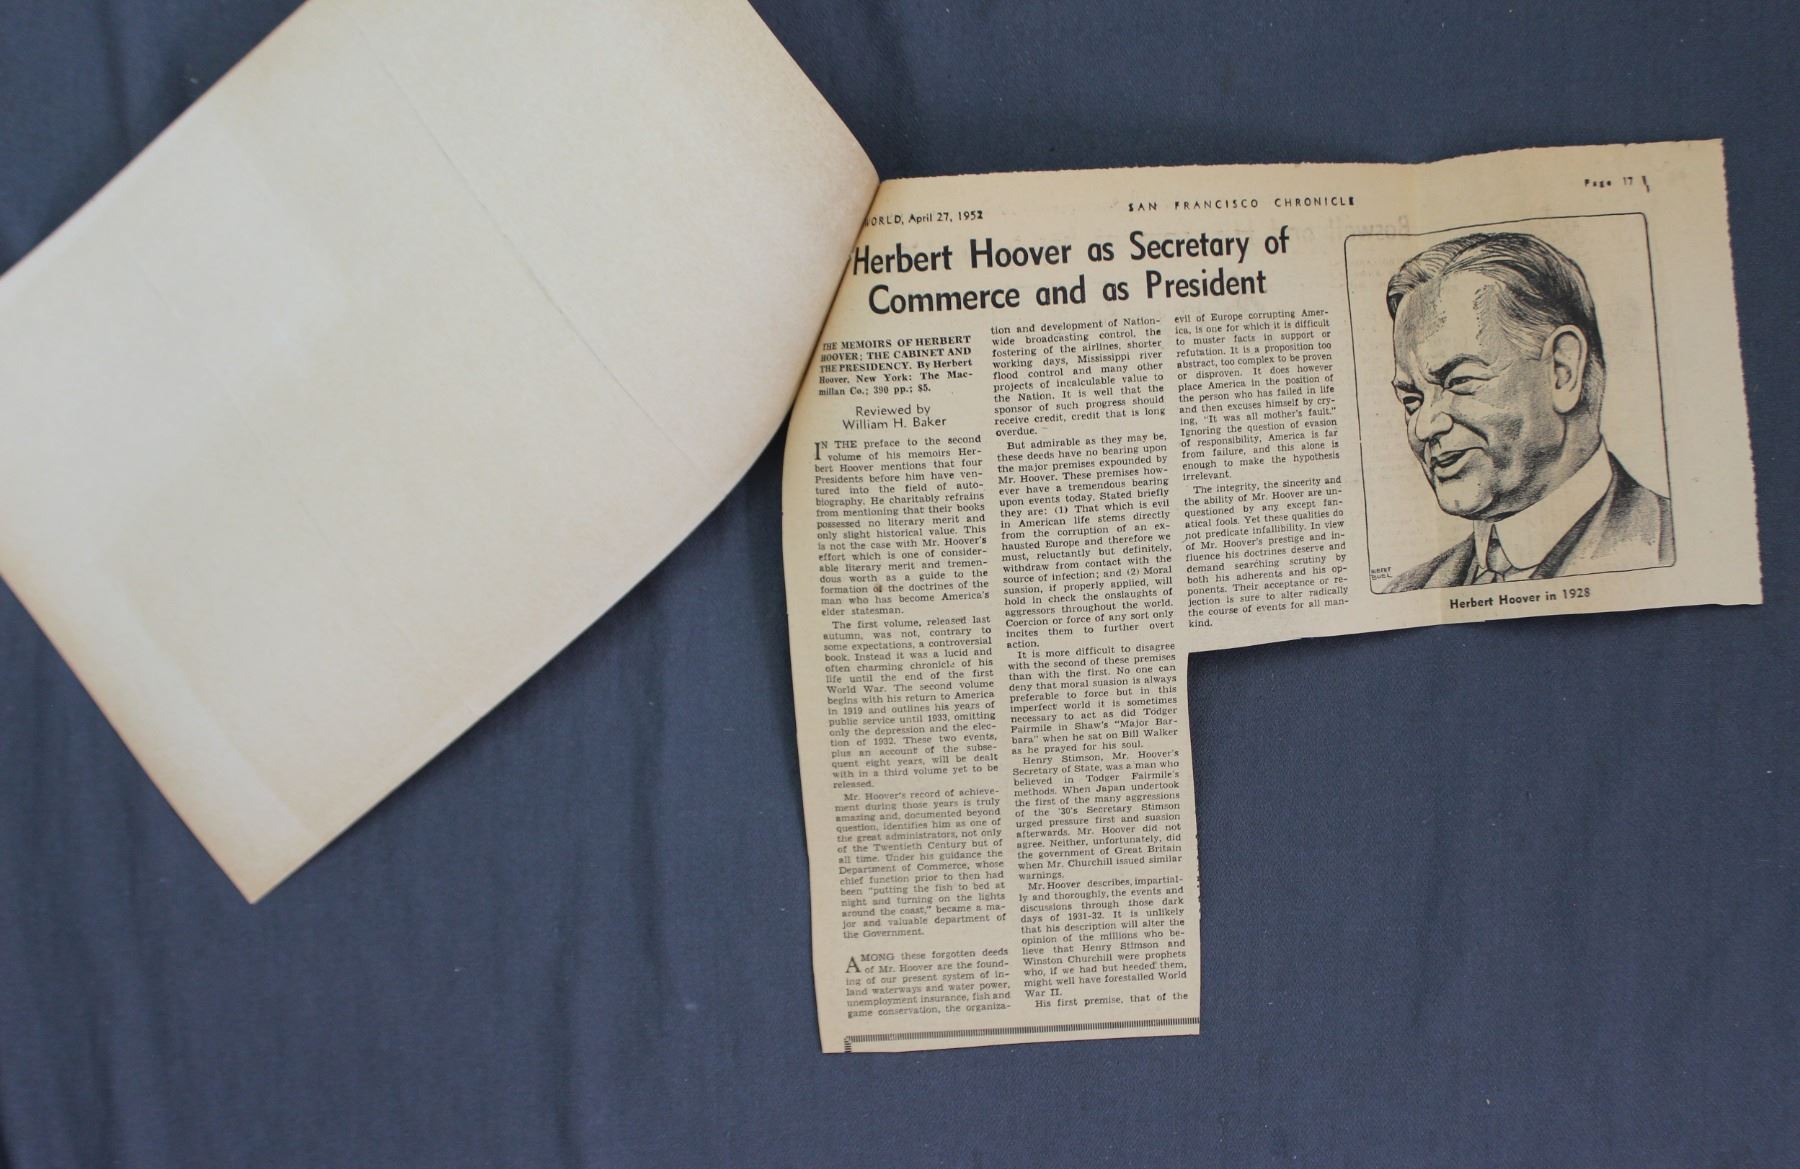 WORLD, April 27, 1952
SAN FRANCISCO CHRONICLE
Page 17
Herbert Hoover as Secretary of
Commerce and as President
THE MEMOIRS OF HERBERT
HOOVER; THE CABINET AND
THE PRESIDENCY. By Herbert
Hoover. New York: The Mac-
millan Co.; 390 pp.; $5.
Reviewed by
William H. Baker
IN THE preface to the second
volume of his memoirs Her-
bert Hoover mentions that four
Presidents before him have ven-
tured into the field of auto-
biography. He charitably refrains
from mentioning that their books
possessed no literary merit and
only slight historical value. This
is not the case with Mr. Hoover's
effort which is one of consider-
able literary merit and tremen-
dous worth as a guide to the
formation of the doctrines of the
man who has become America's
elder statesman.
The first volume, released last
autumn, was not, contrary to
some expectations, a controversial
book. Instead it was a lucid and
often charming chronicle of his
life until the end of the first
World War. The second volume
begins with his return to America
in 1919 and outlines his years of
public service until 1933, omitting
only the depression and the elec-
tion of 1932. These two events,
plus an account of the subse-
quent eight years, will be dealt
with in a third volume yet to be
released.
Mr. Hoover's record of achieve-
ment during those years is truly
amazing and, documented beyond
question, identifies him as one of
the great administrators, not only
of the Twentieth Century but of
all time. Under his guidance the
Department of Commerce, whose
chief function prior to then had
been "putting the fish to bed at
night and turning on the lights
around the coast," became a ma-
jor and valuable department of
the Government.
AMONG these forgotten deeds
of Mr. Hoover are the found-
ing of our present system of in-
land waterways and water power,
unemployment insurance, fish and
game conservation, the organiza-
tion and development of Nation-
wide broadcasting control, the
fostering of the airlines, shorter
working days, Mississippi river
flood control and many other
projects of incalculable value to
the Nation. It is well that the
sponsor of such progress should
receive credit, credit that is long
overdue.
But admirable as they may be,
these deeds have no bearing upon
the major premises expounded by
Mr. Hoover. These premises how-
ever have a tremendous bearing
upon events today. Stated briefly
they are: (1) That which is evil
in American life stems directly
from the corruption of an ex-
hausted Europe and therefore we
must, reluctantly but definitely,
withdraw from contact with the
source of infection; and (2) Moral
suasion, if properly applied, will
hold in check the onslaughts of
aggressors throughout the world.
Coercion or force of any sort only
incites them to further overt
action.
It is more difficult to disagree
with the second of these premises
than with the first. No one can
deny that moral suasion is always
preferable to force but in this
imperfect world it is sometimes
necessary to act as did Todger
Fairmile in Shaw's "Major Bar-
bara" when he sat on Bill Walker
as he prayed for his soul.
Henry Stimson, Mr. Hoover's
Secretary of State, was a man who
believed in Todger Fairmile's
methods. When Japan undertook
the first of the many aggressions
of the '30's Secretary Stimson
urged pressure first and suasion
afterwards. Mr. Hoover did not
agree. Neither, unfortunately, did
the government of Great Britain
when Mr. Churchill issued similar
warnings.
Mr. Hoover describes, impartial-
ly and thoroughly, the events and
discussions through those dark
days of 1931-32. It is unlikely
that his description will alter the
opinion of the millions who be-
lieve that Henry Stimson and
Winston Churchill were prophets
who, if we had but heeded them,
might well have forestalled World
War II.
His first premise, that of the
evil of Europe corrupting Amer-
ica, is one for which it is difficult
to muster facts in support or
refutation. It is a proposition too
abstract, too complex to be proven
or disproven. It does however
place America in the position of
the person who has failed in life
and then excuses himself by cry-
ing, "It was all mother's fault."
Ignoring the question of evasion
of responsibility, America is far
from failure, and this alone is
enough to make the hypothesis
irrelevant.
The integrity, the sincerity and
the ability of Mr. Hoover are un-
questioned by any except fan-
atical fools. Yet these qualities do
not predicate infallibility. In view
of Mr. Hoover's prestige and in-
fluence his doctrines deserve and
demand searching scrutiny by
both his adherents and his op-
ponents. Their acceptance or re-
jection is sure to alter radically
the course of events for all man-
kind.
BUEL
Herbert Hoover in 1928